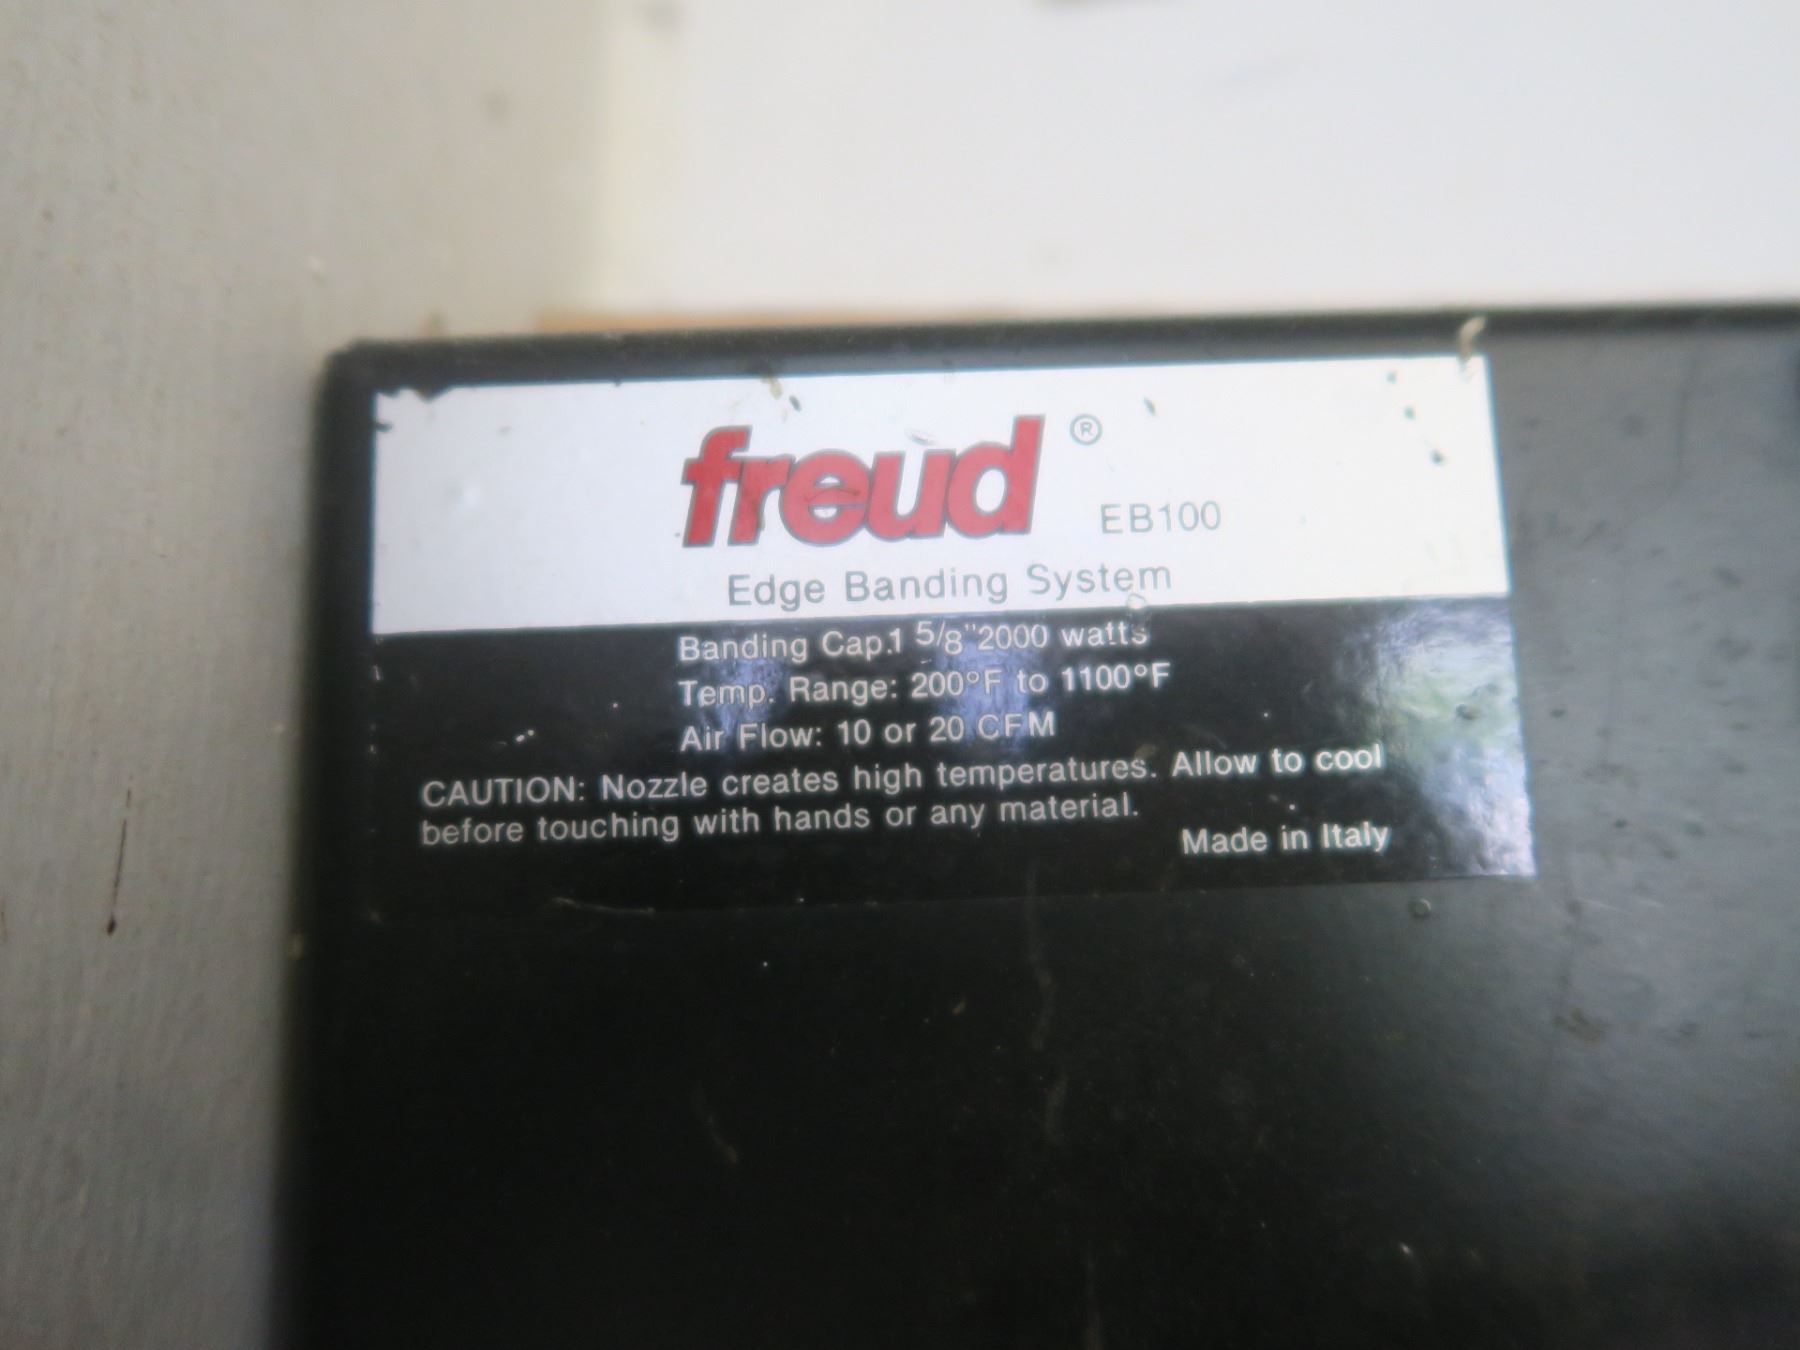 freud ®
EB100
Edge Banding System
Banding Cap.1 5/8" 2000 watts
Temp. Range: 200°F to 1100°F
Air Flow: 10 or 20 CFM
CAUTION: Nozzle creates high temperatures. Allow to cool
before touching with hands or any material.
Made in Italy